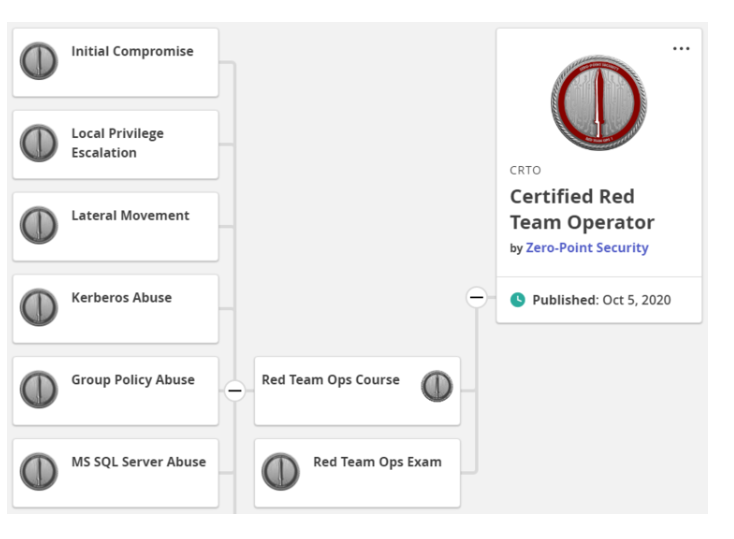 Initial Compromise
Local Privilege
Escalation
Lateral Movement
Kerberos Abuse
Group Policy Abuse
MS SQL Server Abuse
Red Team Ops Course
Red Team Ops Exam
CRTO
Certified Red
Team Operator
by Zero-Point Security
Published: Oct 5, 2020